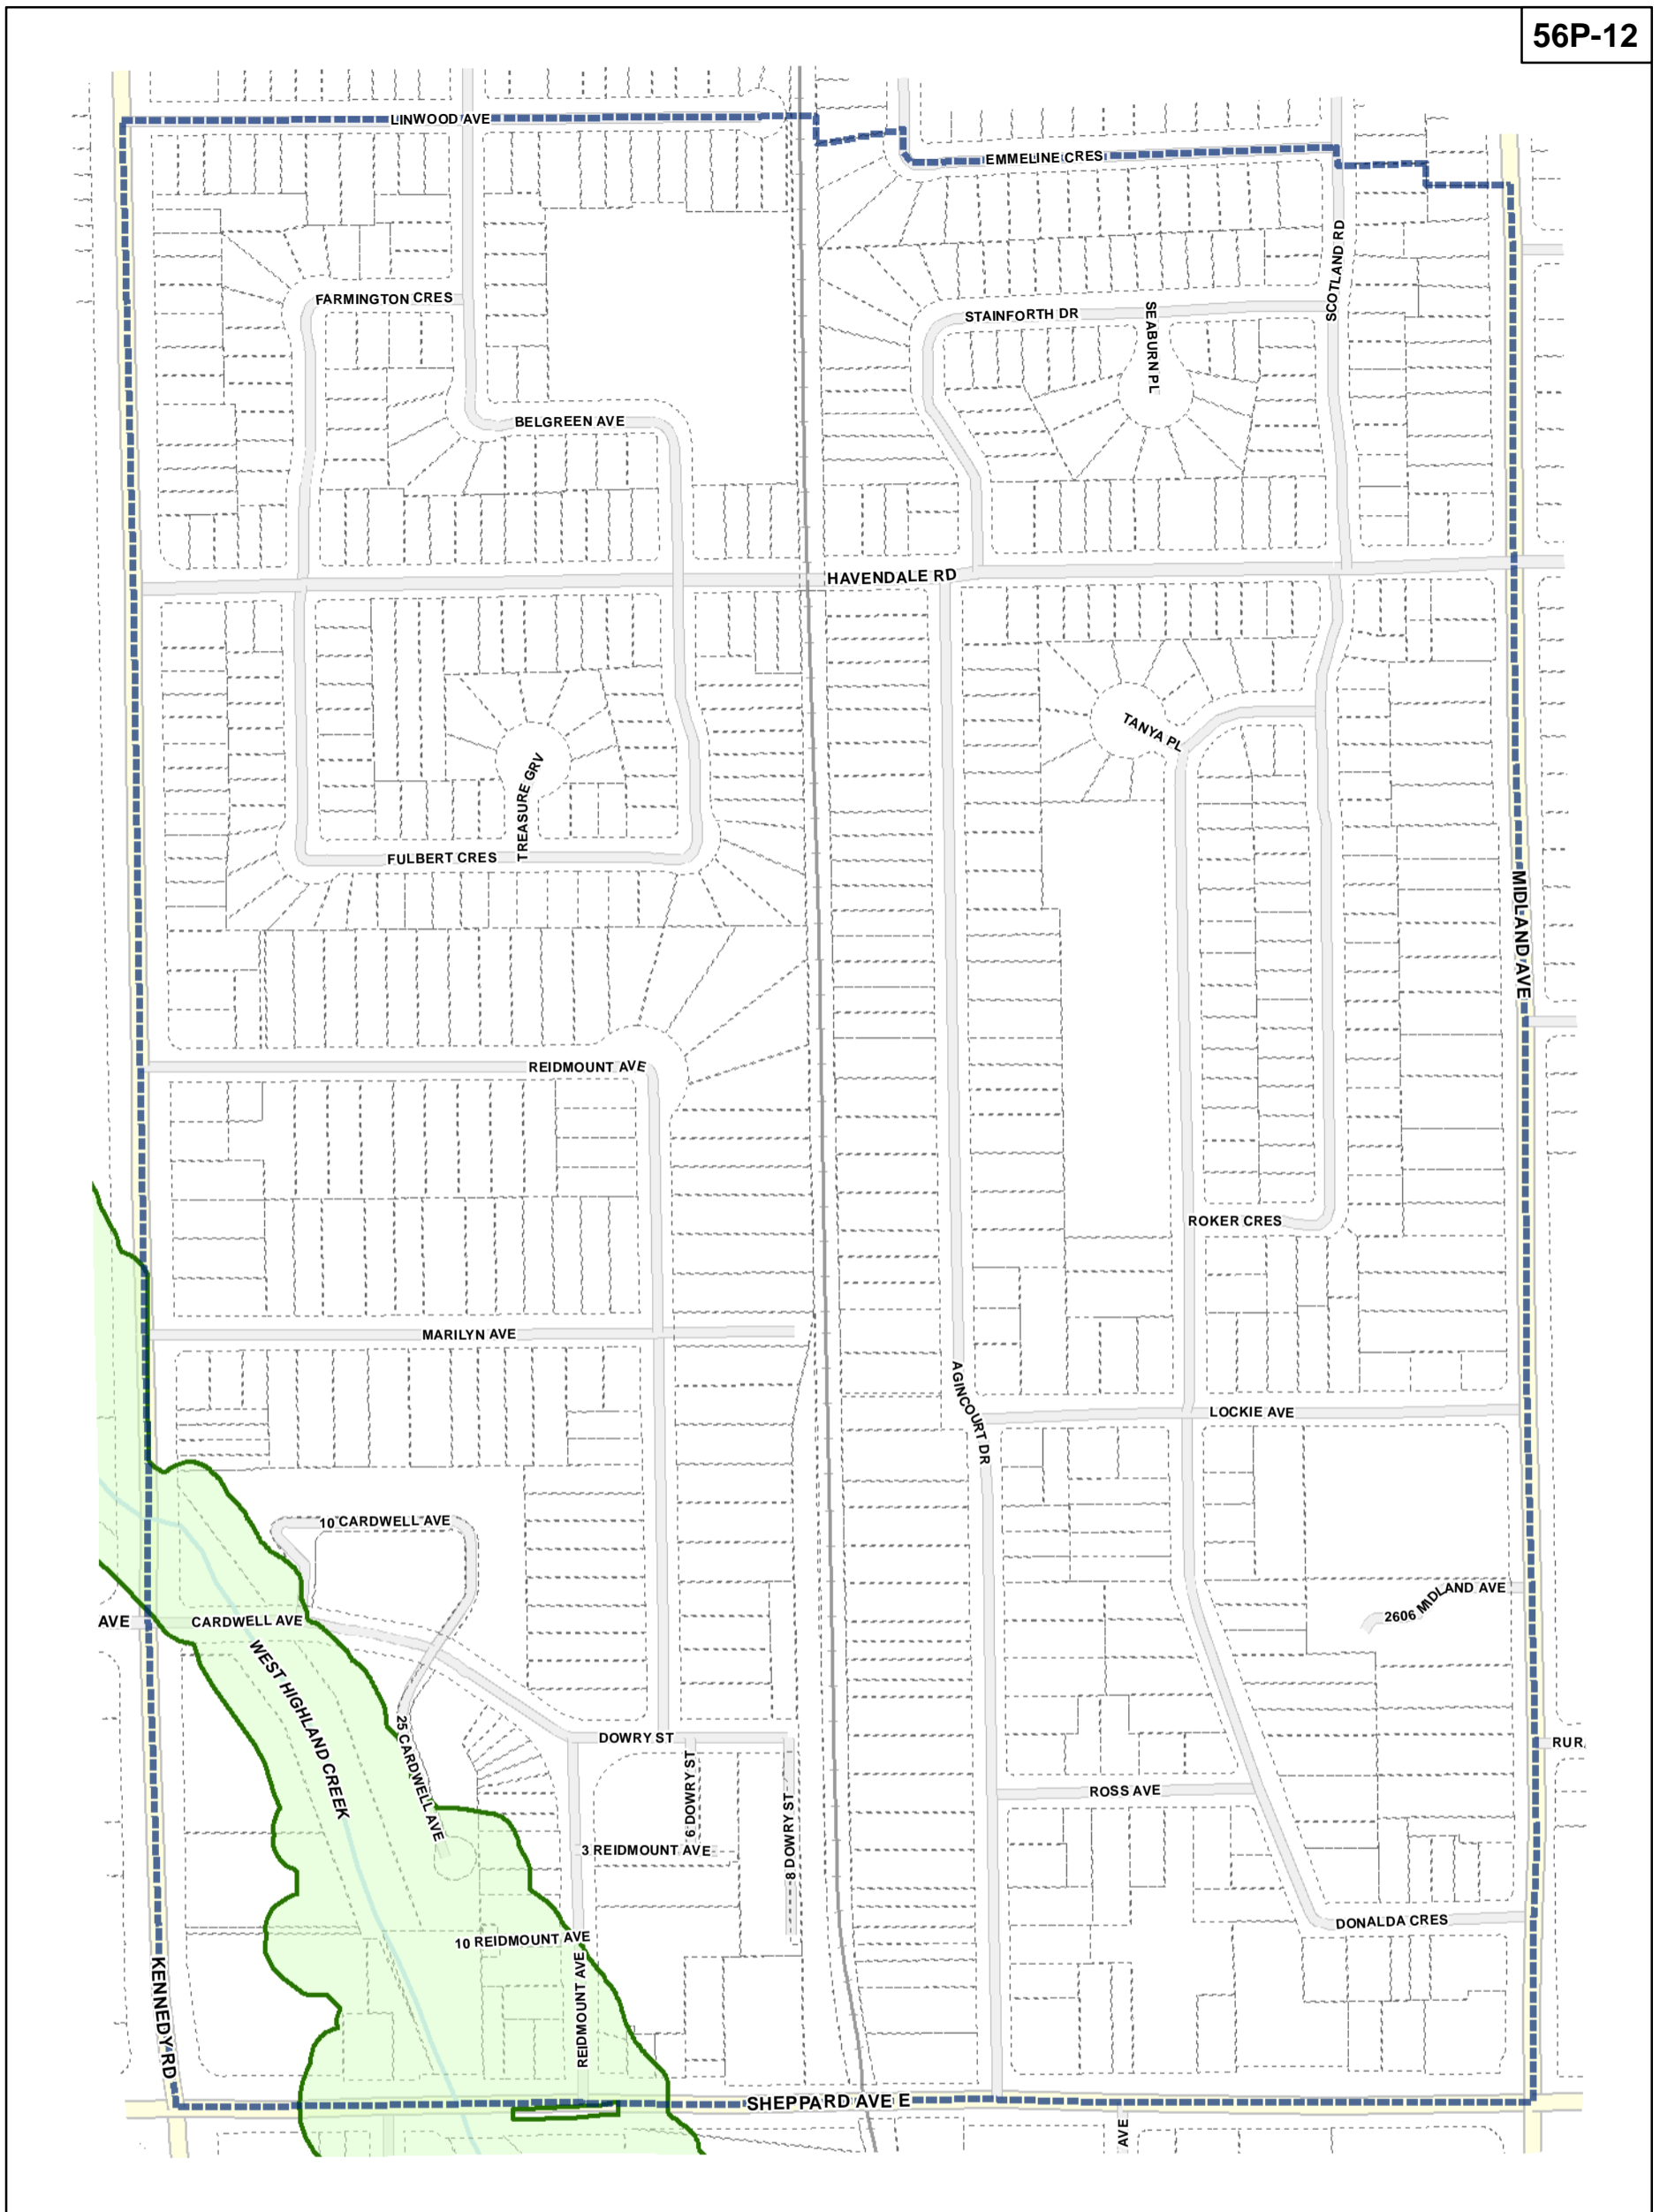 56P-12
LINWOOD AVE
EMMELINE CRES
SCOTLAND RD
FARMINGTON CRES
STAINFORTH DR
SEABURN PL
BELGREEN AVE
HAVENDALE RD
TANYA PL
TREASURE GRV
FULBERT CRES
MIDLAND AVE
REIDMOUNT AVE
ROKER CRES
MARILYN AVE
AGINCOURT DR
LOCKIE AVE
10 CARDWELL AVE
2606 MIDLAND AVE
AVE
CARDWELL AVE
WEST HIGHLAND CREEK
25 CARDWELL AVE
DOWRY ST
RUR
6 DOWRY ST
8 DOWRY ST
ROSS AVE
3 REIDMOUNT AVE
DONALDA CRES
10 REIDMOUNT AVE
REIDMOUNT AVE
KENNEDY RD
SHEPPARD AVE E
AVE